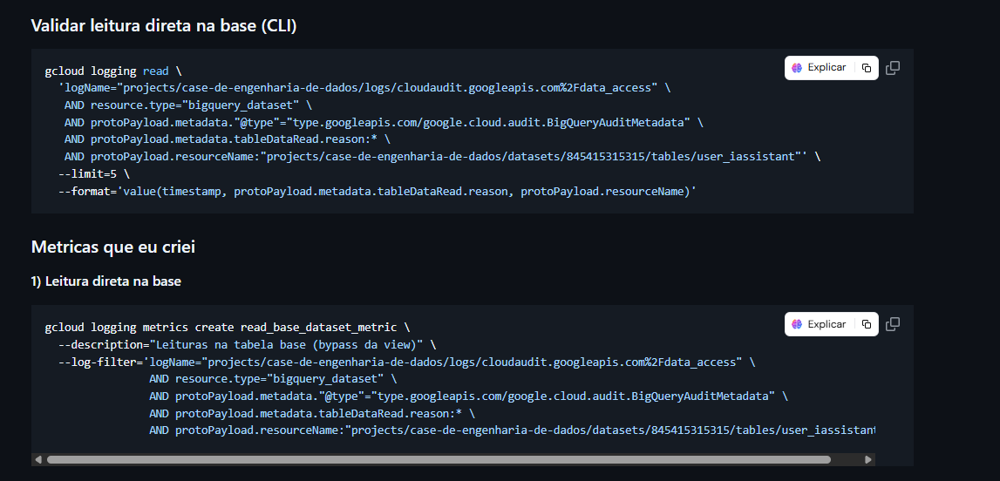 Validar leitura direta na base (CLI)
Explicar
gcloud logging read \
'logName="projects/case-de-engenharia-de-dados/logs/cloudaudit.googleapis.com%2Fdata_access" \
AND resource.type="bigquery_dataset" \
AND protoPayload.metadata."@type"="type.googleapis.com/google.cloud.audit.BigQueryAuditMetadata" \
AND protoPayload.metadata.tableDataRead.reason:* \
AND protoPayload.resourceName:"projects/case-de-engenharia-de-dados/datasets/845415315315/tables/user_iassistant"' \
--limit=5 \
--format='value(timestamp, protoPayload.metadata.tableDataRead.reason, protoPayload.resourceName)'
Metricas que eu criei
1) Leitura direta na base
Explicar
gcloud logging metrics create read_base_dataset_metric \
--description="Leituras na tabela base (bypass da view)" \
--log-filter='logName="projects/case-de-engenharia-de-dados/logs/cloudaudit.googleapis.com%2Fdata_access" \
AND resource.type="bigquery_dataset" \
AND protoPayload.metadata."@type"="type.googleapis.com/google.cloud.audit.BigQueryAuditMetadata" \
AND protoPayload.metadata.tableDataRead.reason:* \
AND protoPayload.resourceName:"projects/case-de-engenharia-de-dados/datasets/845415315315/tables/user_iassistant